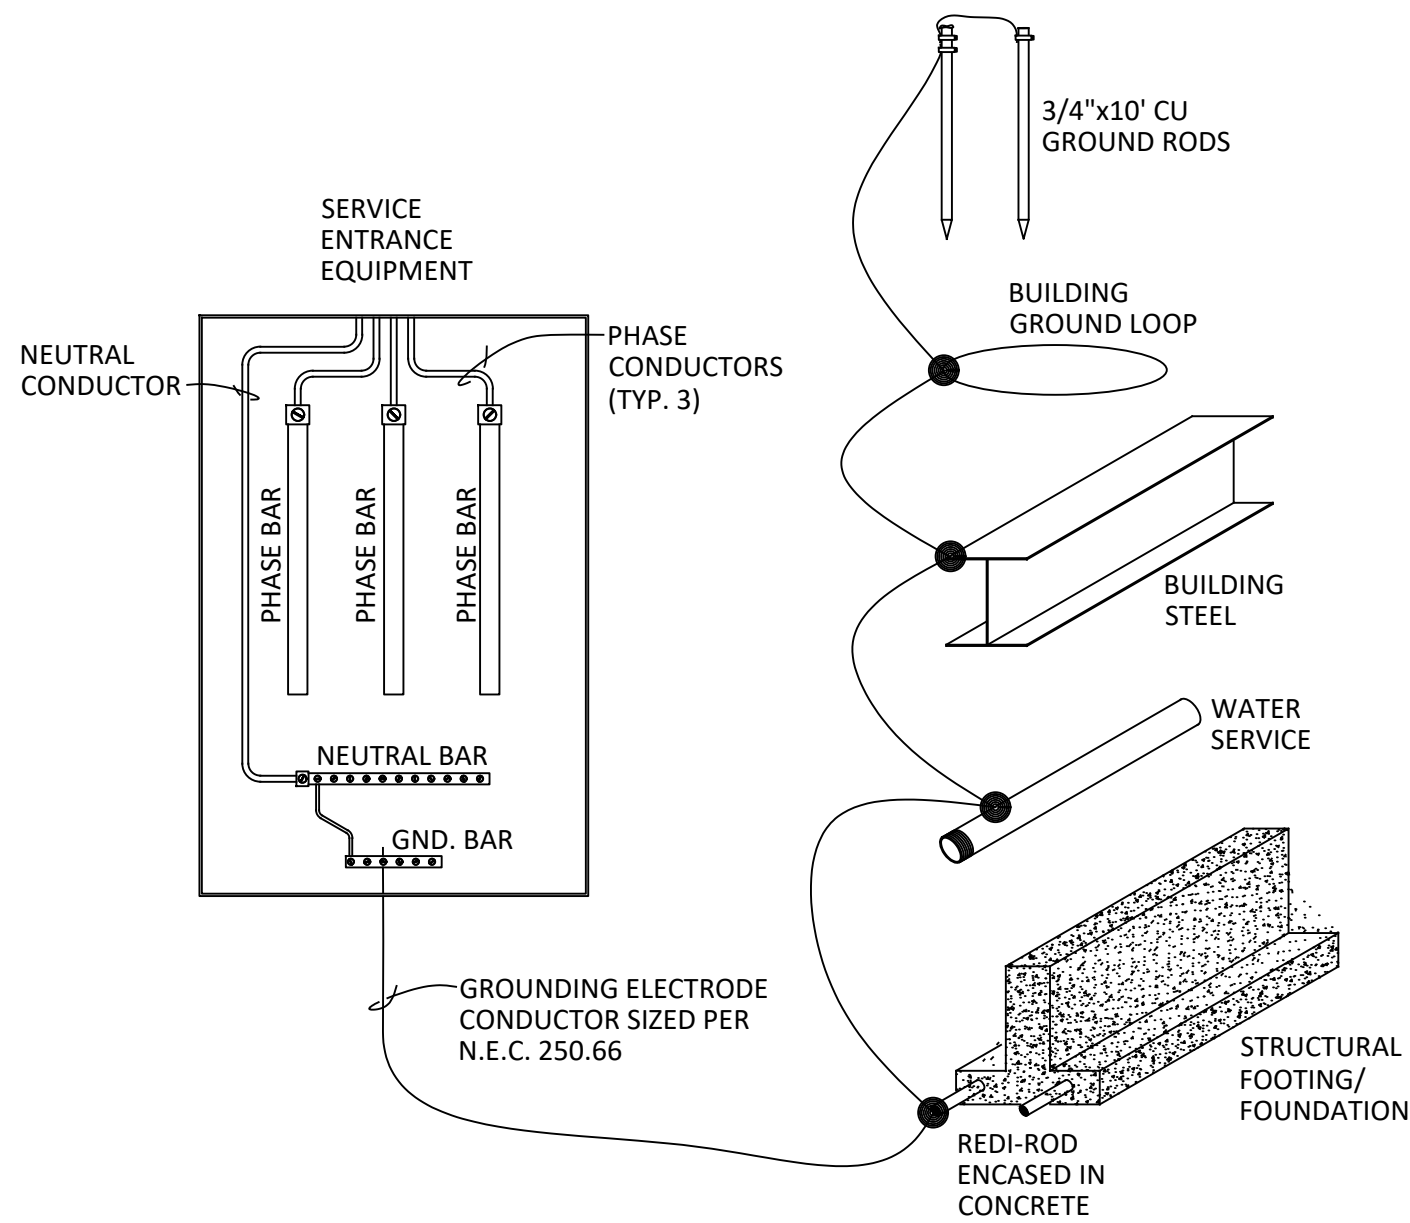 3/4"x10' CU
GROUND RODS
SERVICE
ENTRANCE
EQUIPMENT
BUILDING
GROUND LOOP
NEUTRAL
CONDUCTOR
PHASE
CONDUCTORS
(TYP. 3)
PHASE BAR
PHASE BAR
PHASE BAR
BUILDING
STEEL
WATER
SERVICE
NEUTRAL BAR
GND. BAR
GROUNDING ELECTRODE
CONDUCTOR SIZED PER
N.E.C. 250.66
STRUCTURAL
FOOTING/
FOUNDATION
REDI-ROD
ENCASED IN
CONCRETE